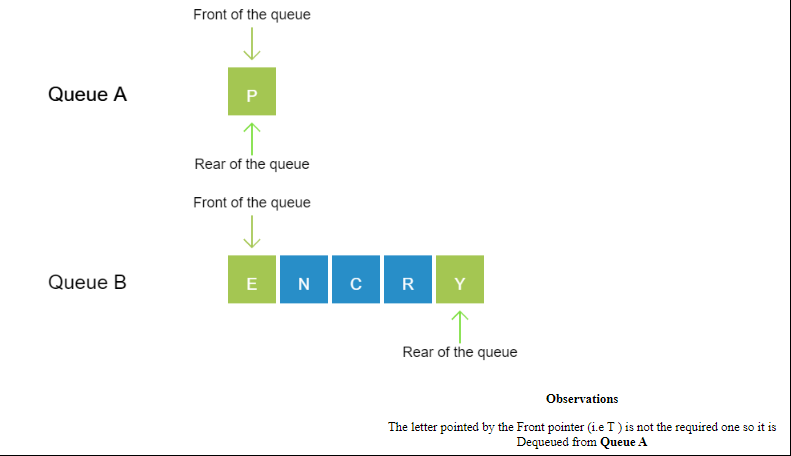 Front of the queue
Queue A
P
Rear of the queue
Front of the queue
Queue B
E N C R Y
Rear of the queue
Observations
The letter pointed by the Front pointer (i.e T ) is not the required one so it is
Dequeued from Queue A